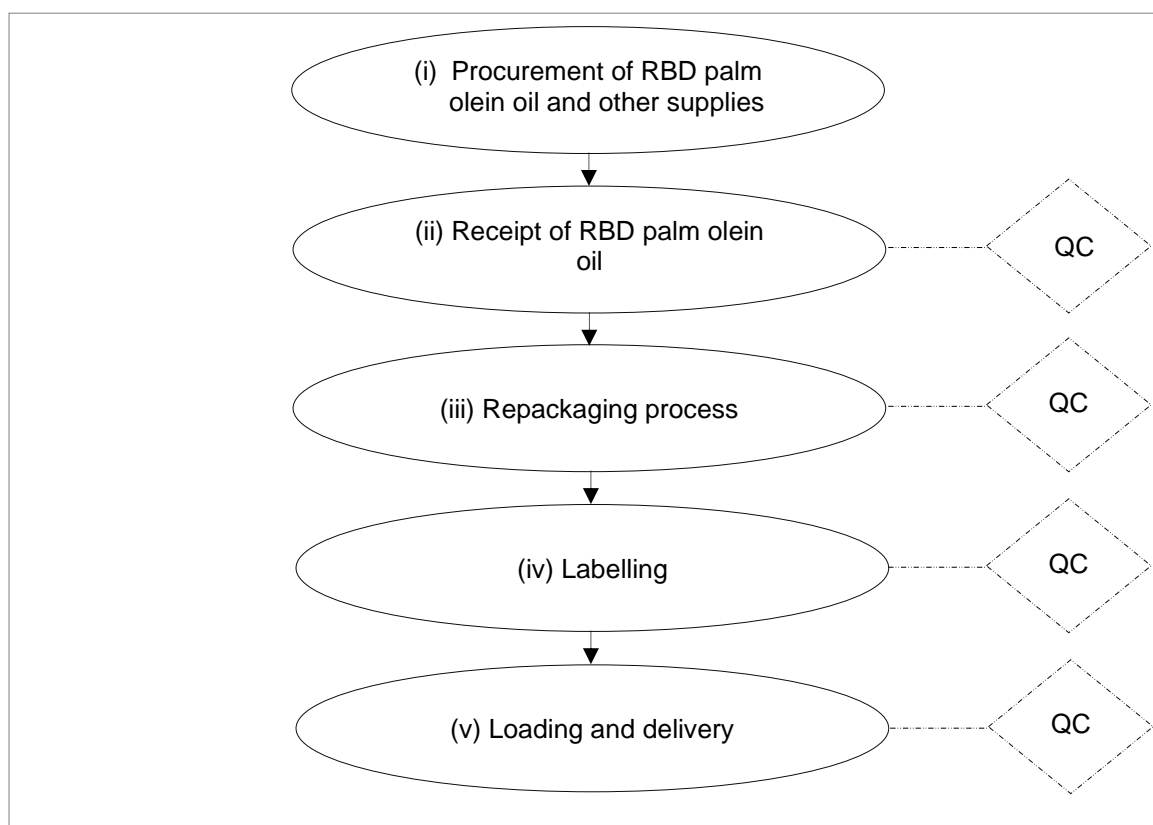 (i) Procurement of RBD palm
olein oil and other supplies
(ii) Receipt of RBD palm olein
oil
QC
(iii) Repackaging process
QC
(iv) Labelling
QC
(v) Loading and delivery
QC